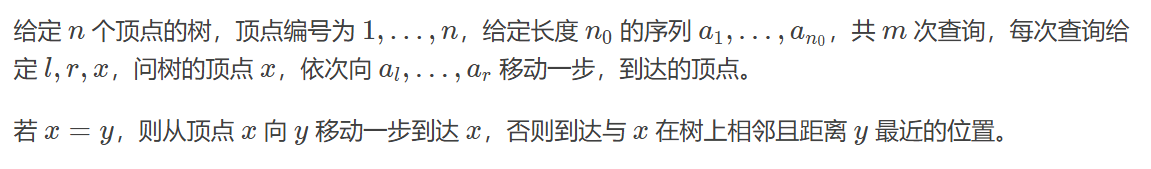 给定 n 个顶点的树，顶点编号为 1, . . . , n，给定长度 n₀ 的序列 a₁, . . . , aₙ₀，共 m 次查询，每次查询给
定 l, r, x，问树的顶点 x，依次向 aₗ, . . . , aᵣ 移动一步，到达的顶点。
若 x = y，则从顶点 x 向 y 移动一步到达 x，否则到达与 x 在树上相邻且距离 y 最近的位置。